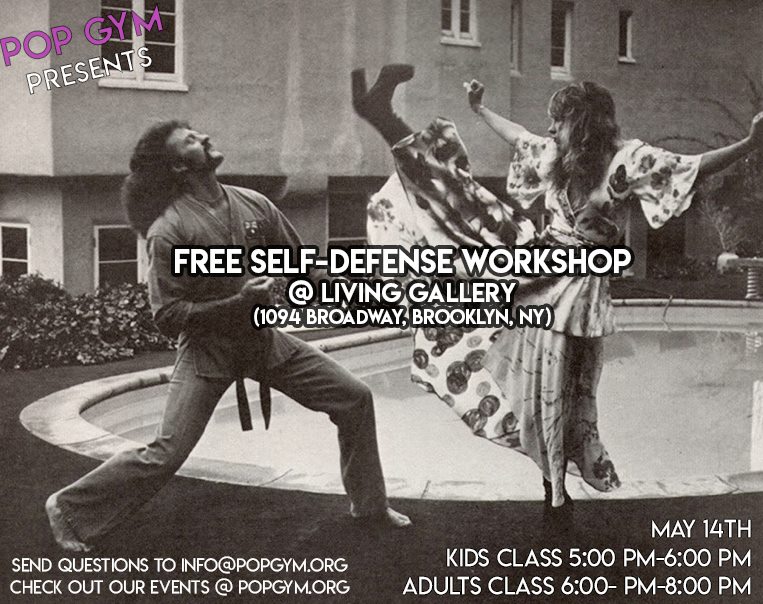 POP GYM
PRESENTS
FREE SELF-DEFENSE WORKSHOP
@ LIVING GALLERY
(1094 BROADWAY, BROOKLYN, NY)
MAY 14TH
KIDS CLASS 5:00 PM-6:00 PM
ADULTS CLASS 6:00- PM-8:00 PM
SEND QUESTIONS TO INFO@POPGYM.ORG
CHECK OUT OUR EVENTS @ POPGYM.ORG